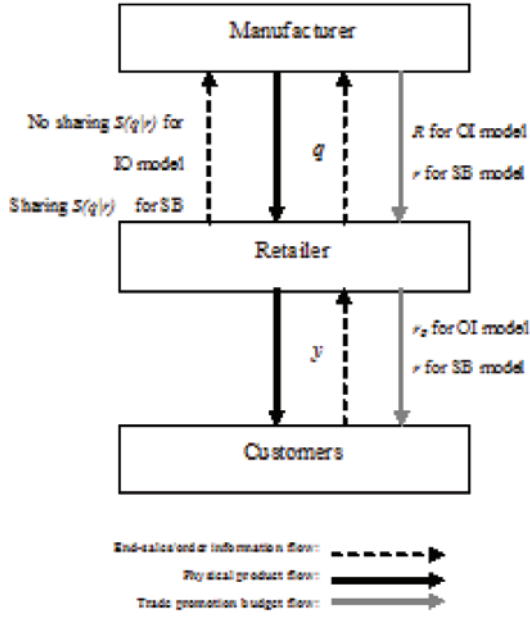 Manufacturer
No sharing S(q|r) for
IO model
Sharing S(q|r) for SB
q
R for OI model
r for SB model
Retailer
y
for OI model
r for SB model
Customers
End-sales/order information flow:
Physical product flow:
Trade promotion budget flow: